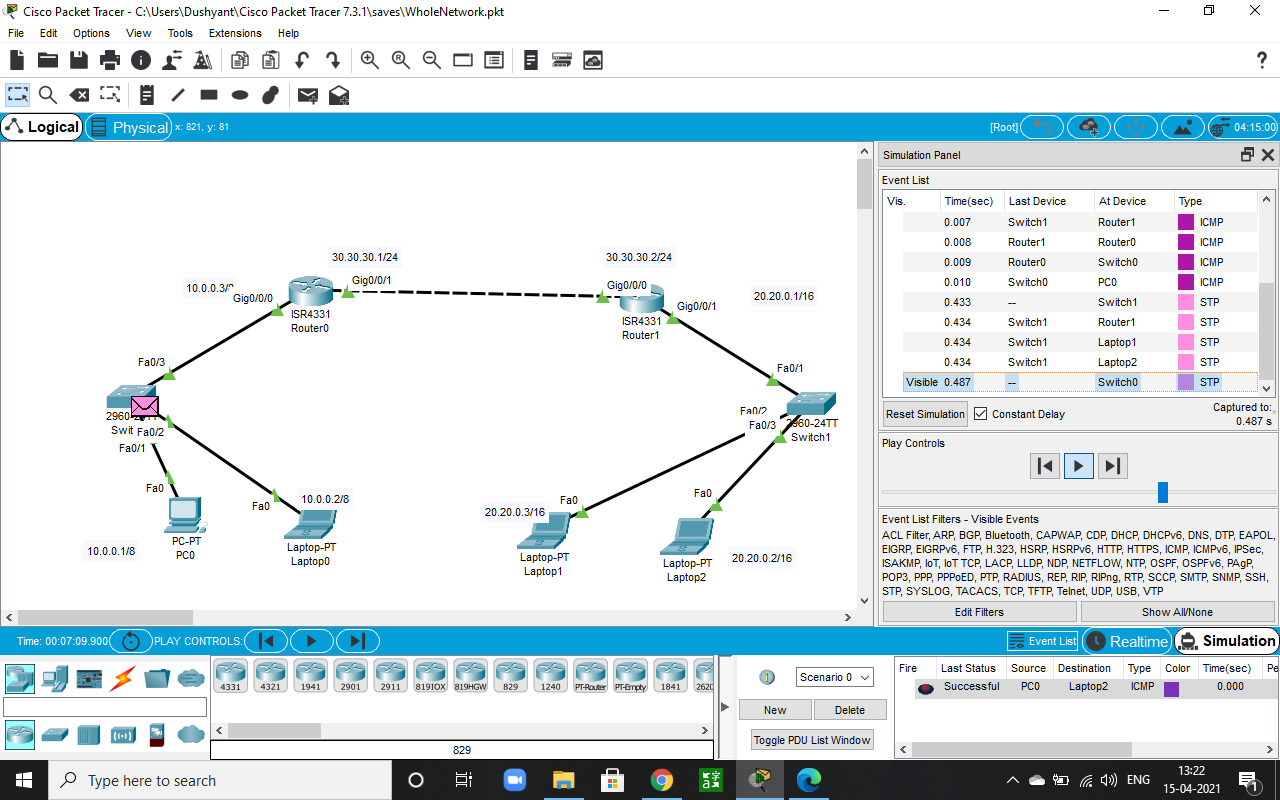 Cisco Packet Tracer - C:\Users\Dushyant\Cisco Packet Tracer 7.3.1\saves\WholeNetwork.pkt
File Edit Options View Tools Extensions Help
Logical Physical x: 821, y: 81 [Root] 04:15:00
Simulation Panel
Event List
Vis. Time(sec) Last Device At Device Type
0.007 Switch1 Router1 ICMP
0.008 Router1 Router0 ICMP
0.009 Router0 Switch0 ICMP
0.010 Switch0 PC0 ICMP
0.433 -- Switch1 STP
0.434 Switch1 Router1 STP
0.434 Switch1 Laptop1 STP
0.434 Switch1 Laptop2 STP
Visible 0.487 -- Switch0 STP
Reset Simulation Constant Delay Captured to:
0.487 s
Play Controls
Event List Filters - Visible Events
ACL Filter, ARP, BGP, Bluetooth, CAPWAP, CDP, DHCP, DHCPv6, DNS, DTP, EAPOL,
EIGRP, EIGRPv6, FTP, H.323, HSRP, HSRPv6, HTTP, HTTPS, ICMP, ICMPv6, IPSec,
ISAKMP, IoT, IoT TCP, LACP, LLDP, NDP, NETFLOW, NTP, OSPF, OSPFv6, PAgP,
POP3, PPP, PPPoED, PTP, RADIUS, REP, RIP, RIPng, RTP, SCCP, SMTP, SNMP, SSH,
STP, SYSLOG, TACACS, TCP, TFTP, Telnet, UDP, USB, VTP
Edit Filters Show All/None
30.30.30.1/24 30.30.30.2/24
Gig0/0/1
10.0.0.3/8 Gig0/0/0
Gig0/0/0 20.20.0.1/16
Gig0/0/1
ISR4331
Router0
ISR4331
Router1
Fa0/3
Fa0/1
2960-24TT
Switch1
Fa0/2
Fa0/3
Fa0/2
Fa0/1
Fa0
Fa0
10.0.0.2/8
PC-PT
PC0
10.0.0.1/8
Laptop-PT
Laptop0
Fa0
20.20.0.3/16
Laptop-PT
Laptop1
Fa0
Laptop-PT
Laptop2
20.20.0.2/16
Time: 00:07:09.900 PLAY CONTROLS: Event List Realtime Simulation
4331 4321 1941 2901 2911 819IOX 819HGW 829 1240 PT-Router PT-Empty 1841 2620
829
Scenario 0
New Delete
Toggle PDU List Window
Fire Last Status Source Destination Type Color Time(sec) Pe
Successful PC0 Laptop2 ICMP 0.000
Type here to search
ENG
13:22
15-04-2021
1